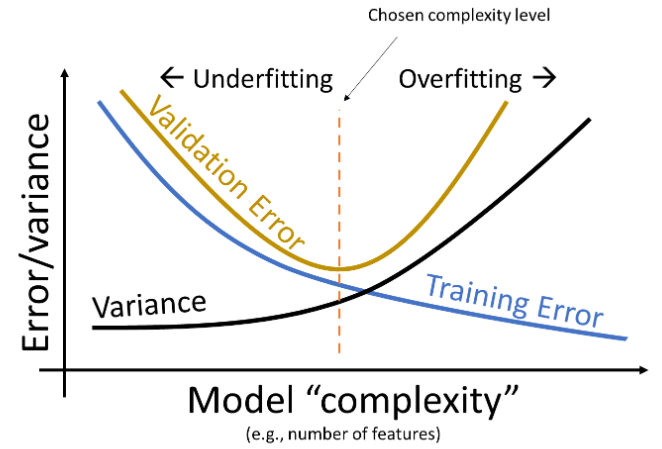 Chosen complexity level
← Underfitting
Overfitting →
Validation Error
Error/variance
Variance
Training Error
Model “complexity”
(e.g., number of features)